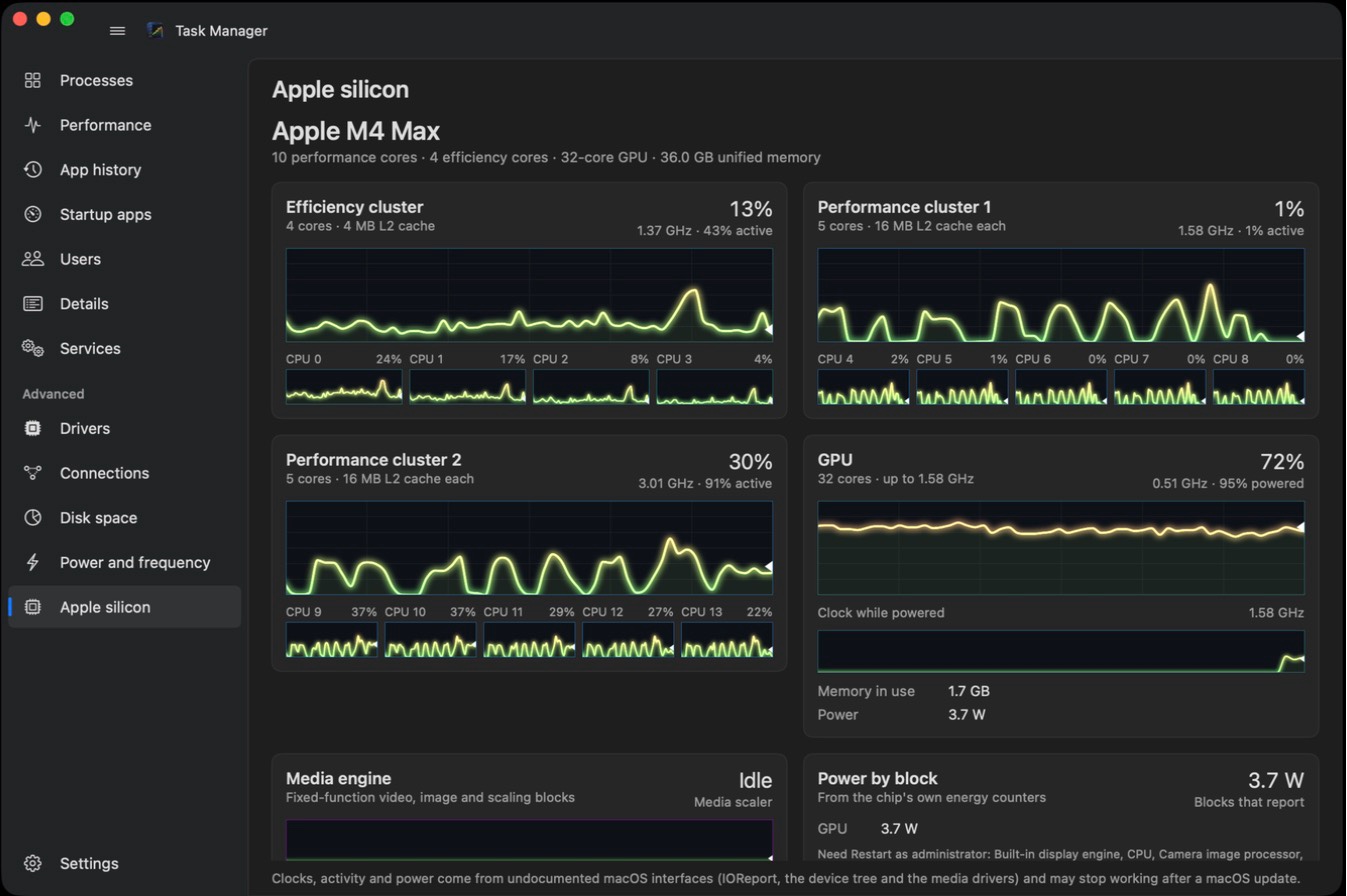 Task Manager
Processes
Performance
App history
Startup apps
Users
Details
Services
Advanced
Drivers
Connections
Disk space
Power and frequency
Apple silicon
Settings
Apple silicon
Apple M4 Max
10 performance cores · 4 efficiency cores · 32-core GPU · 36.0 GB unified memory
Efficiency cluster 13%
4 cores · 4 MB L2 cache 1.37 GHz · 43% active
CPU 0 24% CPU 1 17% CPU 2 8% CPU 3 4%
Performance cluster 1 1%
5 cores · 16 MB L2 cache each 1.58 GHz · 1% active
CPU 4 2% CPU 5 1% CPU 6 0% CPU 7 0% CPU 8 0%
Performance cluster 2 30%
5 cores · 16 MB L2 cache each 3.01 GHz · 91% active
CPU 9 37% CPU 10 37% CPU 11 29% CPU 12 27% CPU 13 22%
GPU 72%
32 cores · up to 1.58 GHz 0.51 GHz · 95% powered
Clock while powered 1.58 GHz
Memory in use 1.7 GB
Power 3.7 W
Media engine Idle
Fixed-function video, image and scaling blocks Media scaler
Power by block 3.7 W
From the chip's own energy counters Blocks that report
GPU 3.7 W
Need Restart as administrator: Built-in display engine, CPU, Camera image processor,
Clocks, activity and power come from undocumented macOS interfaces (IOReport, the device tree and the media drivers) and may stop working after a macOS update.